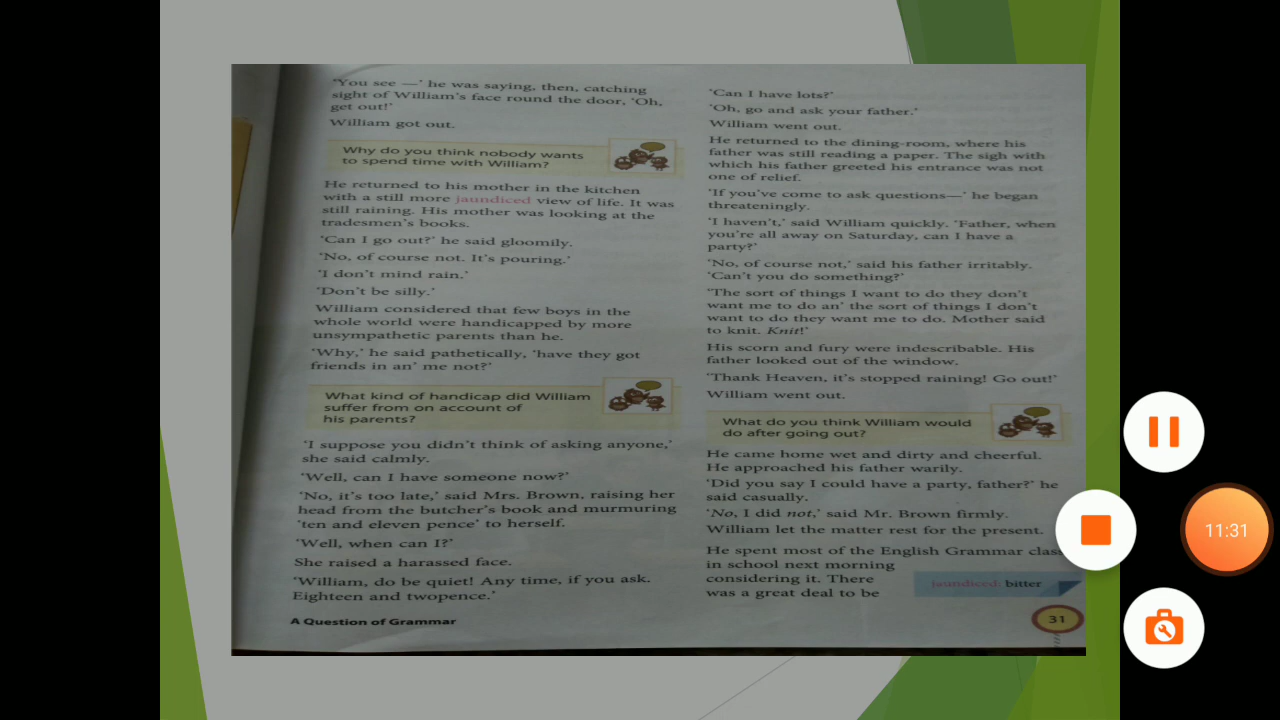 'You see —' he was saying, then, catching
sight of William's face round the door, 'Oh,
get out!'
William got out.
Why do you think nobody wants
to spend time with William?
He returned to his mother in the kitchen
with a still more jaundiced view of life. It was
still raining. His mother was looking at the
tradesmen's books.
'Can I go out?' he said gloomily.
'No, of course not. It's pouring.'
'I don't mind rain.'
'Don't be silly.'
William considered that few boys in the
whole world were handicapped by more
unsympathetic parents than he.
'Why,' he said pathetically, 'have they got
friends in an' me not?'
What kind of handicap did William
suffer from on account of
his parents?
'I suppose you didn't think of asking anyone,'
she said calmly.
'Well, can I have someone now?'
'No, it's too late,' said Mrs. Brown, raising her
head from the butcher's book and murmuring
'ten and eleven pence' to herself.
'Well, when can I?'
She raised a harassed face.
'William, do be quiet! Any time, if you ask.
Eighteen and twopence.'
A Question of Grammar
'Can I have lots?'
'Oh, go and ask your father.'
William went out.
He returned to the dining-room, where his
father was still reading a paper. The sigh with
which his father greeted his entrance was not
one of relief.
'If you've come to ask questions—' he began
threateningly.
'I haven't,' said William quickly. 'Father, when
you're all away on Saturday, can I have a
party?'
'No, of course not,' said his father irritably.
'Can't you do something?'
'The sort of things I want to do they don't
want me to do an' the sort of things I don't
want to do they want me to do. Mother said
to knit. Knit!'
His scorn and fury were indescribable. His
father looked out of the window.
'Thank Heaven, it's stopped raining! Go out!'
William went out.
What do you think William would
do after going out?
He came home wet and dirty and cheerful.
He approached his father warily.
'Did you say I could have a party, father?' he
said casually.
'No, I did not,' said Mr. Brown firmly.
William let the matter rest for the present.
He spent most of the English Grammar class
in school next morning
considering it. There
was a great deal to be
jaundiced: bitter
31
11:31